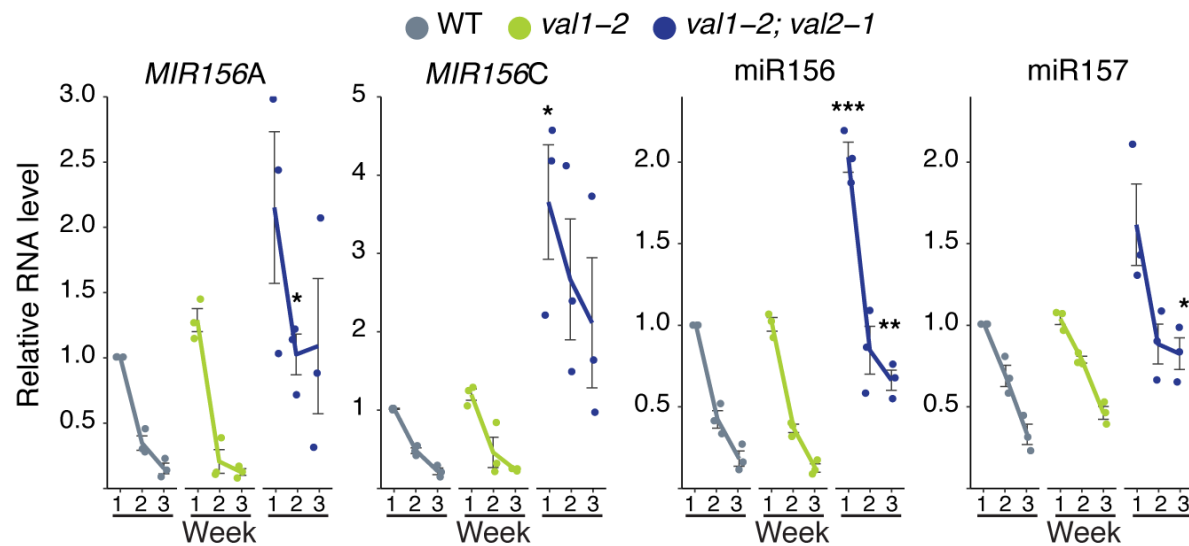 WT val1–2 val1–2; val2–1
MIR156A MIR156C miR156 miR157
Relative RNA level
3.0
2.5
2.0
1.5
1.0
0.5
*
1 2 3 1 2 3 1 2 3
Week
5
4
3
2
1
*
1 2 3 1 2 3 1 2 3
Week
2.0
1.5
1.0
0.5
***
**
1 2 3 1 2 3 1 2 3
Week
2.0
1.5
1.0
0.5
*
1 2 3 1 2 3 1 2 3
Week